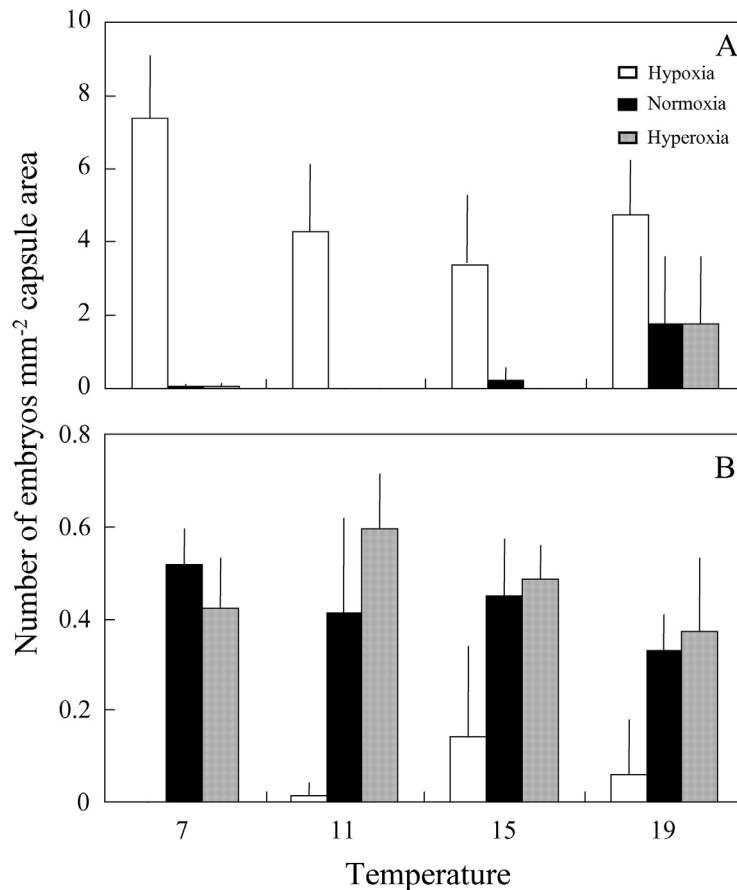 A
Hypoxia
Normoxia
Hyperoxia
10
8
6
4
2
0
Number of embryos mm⁻² capsule area
B
0.8
0.6
0.4
0.2
0
7 11 15 19
Temperature